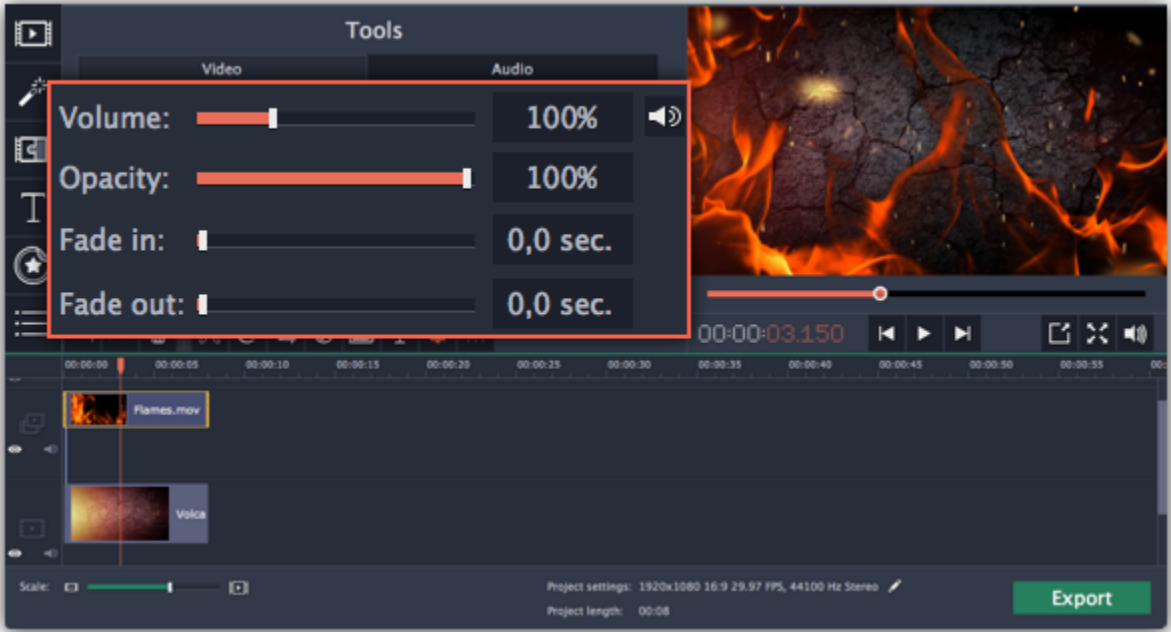 Tools
Video Audio
Volume: 100%
Opacity: 100%
Fade in: 0,0 sec.
Fade out: 0,0 sec.
T
00:00:03.150
00:00:00 00:00:05 00:00:10 00:00:15 00:00:20 00:00:25 00:00:30 00:00:35 00:00:40 00:00:45 00:00:50 00:00:55 00:
Flames.mov
Volca
Scale:
Project settings: 1920x1080 16:9 29.97 FPS, 44100 Hz Stereo
Project length: 00:08
Export